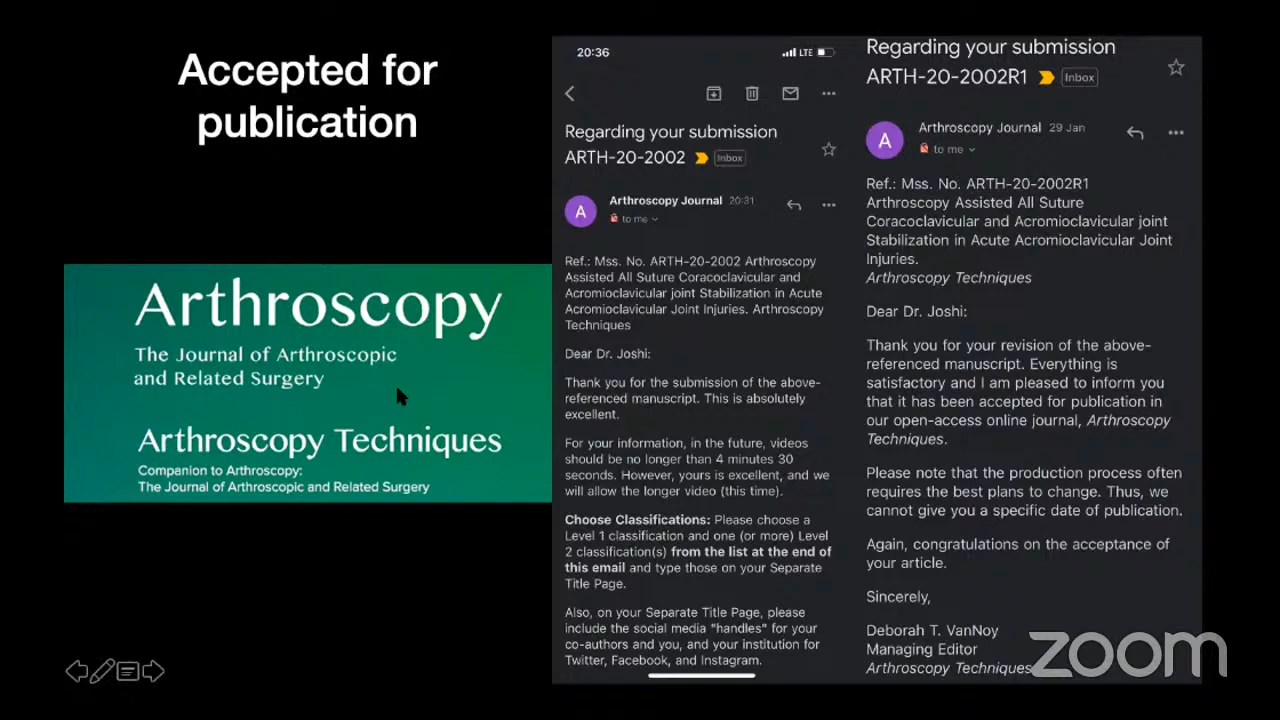 Accepted for
publication
Arthroscopy
The Journal of Arthroscopic
and Related Surgery
Arthroscopy Techniques
Companion to Arthroscopy:
The Journal of Arthroscopic and Related Surgery
20:36
LTE
Regarding your submission
ARTH-20-2002 Inbox
A
Arthroscopy Journal 20:31
to me
Ref.: Mss. No. ARTH-20-2002 Arthroscopy
Assisted All Suture Coracoclavicular and
Acromioclavicular joint Stabilization in Acute
Acromioclavicular Joint Injuries. Arthroscopy
Techniques
Dear Dr. Joshi:
Thank you for the submission of the above-
referenced manuscript. This is absolutely
excellent.
For your information, in the future, videos
should be no longer than 4 minutes 30
seconds. However, yours is excellent, and we
will allow the longer video (this time).
Choose Classifications: Please choose a
Level 1 classification and one (or more) Level
2 classification(s) from the list at the end of
this email and type those on your Separate
Title Page.
Also, on your Separate Title Page, please
include the social media "handles" for your
co-authors and you, and your institution for
Twitter, Facebook, and Instagram.
Regarding your submission
ARTH-20-2002R1 Inbox
A
Arthroscopy Journal 29 Jan
to me
Ref.: Mss. No. ARTH-20-2002R1
Arthroscopy Assisted All Suture
Coracoclavicular and Acromioclavicular joint
Stabilization in Acute Acromioclavicular Joint
Injuries.
Arthroscopy Techniques
Dear Dr. Joshi:
Thank you for your revision of the above-
referenced manuscript. Everything is
satisfactory and I am pleased to inform you
that it has been accepted for publication in
our open-access online journal, Arthroscopy
Techniques.
Please note that the production process often
requires the best plans to change. Thus, we
cannot give you a specific date of publication.
Again, congratulations on the acceptance of
your article.
Sincerely,
Deborah T. VanNoy
Managing Editor
Arthroscopy Techniques
zoom